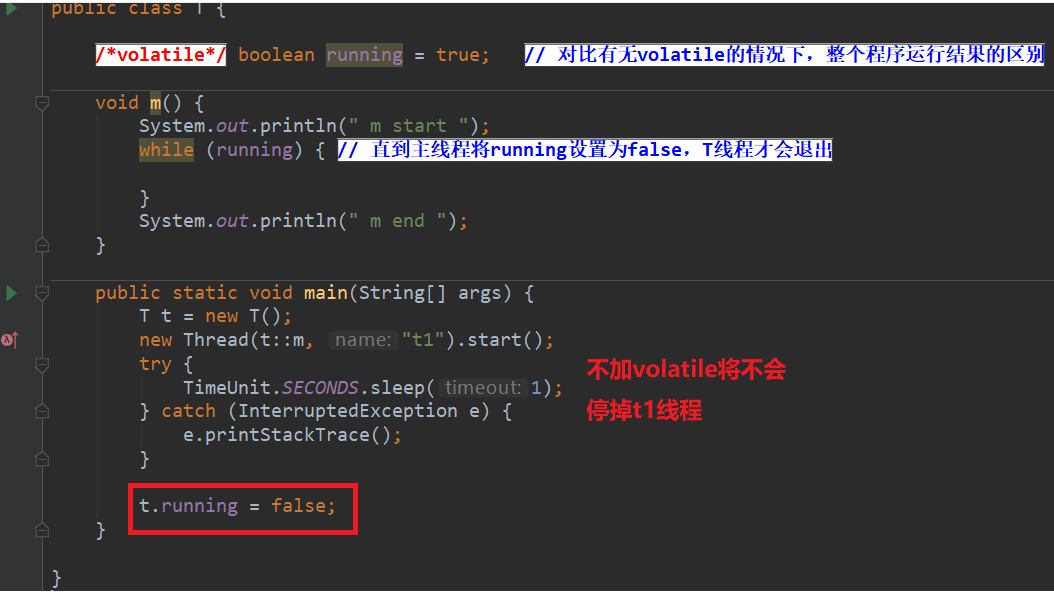 public class T {
/*volatile*/ boolean running = true; // 对比有无volatile的情况下，整个程序运行结果的区别
void m() {
System.out.println(" m start ");
while (running) { // 直到主线程将running设置为false，T线程才会退出
}
System.out.println(" m end ");
}
public static void main(String[] args) {
T t = new T();
new Thread(t::m, name: "t1").start();
try {
TimeUnit.SECONDS.sleep( timeout: 1);
} catch (InterruptedException e) {
e.printStackTrace();
}
不加volatile将不会
停掉t1线程
t.running = false;
}
}